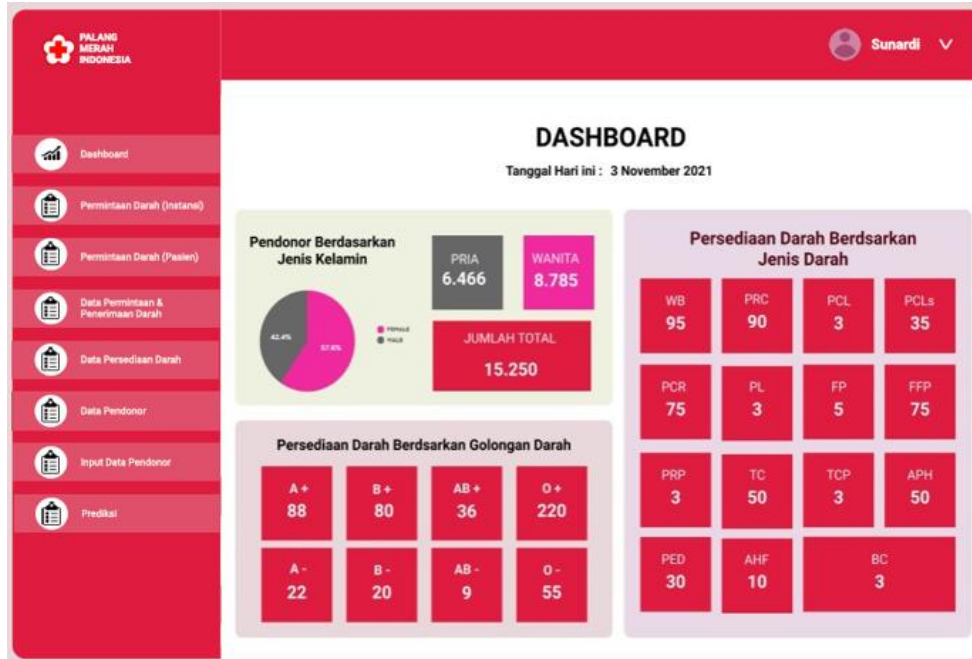 PALANG
MERAH
INDONESIA
Sunardi
Dashboard
Permintaan Darah (Instansi)
Permintaan Darah (Pasien)
Data Permintaan &
Penerimaan Darah
Data Persediaan Darah
Data Pendonor
Input Data Pendonor
Prediksi
DASHBOARD
Tanggal Hari ini : 3 November 2021
Pendonor Berdasarkan
Jenis Kelamin
42.4%
57.6%
FEMALE
MALE
PRIA
6.466
WANITA
8.785
JUMLAH TOTAL
15.250
Persediaan Darah Berdsarkan Golongan Darah
A +
88
B +
80
AB +
36
O +
220
A -
22
B -
20
AB -
9
O -
55
Persediaan Darah Berdsarkan
Jenis Darah
WB
95
PRC
90
PCL
3
PCLs
35
PCR
75
PL
3
FP
5
FFP
75
PRP
3
TC
50
TCP
3
APH
50
PED
30
AHF
10
BC
3